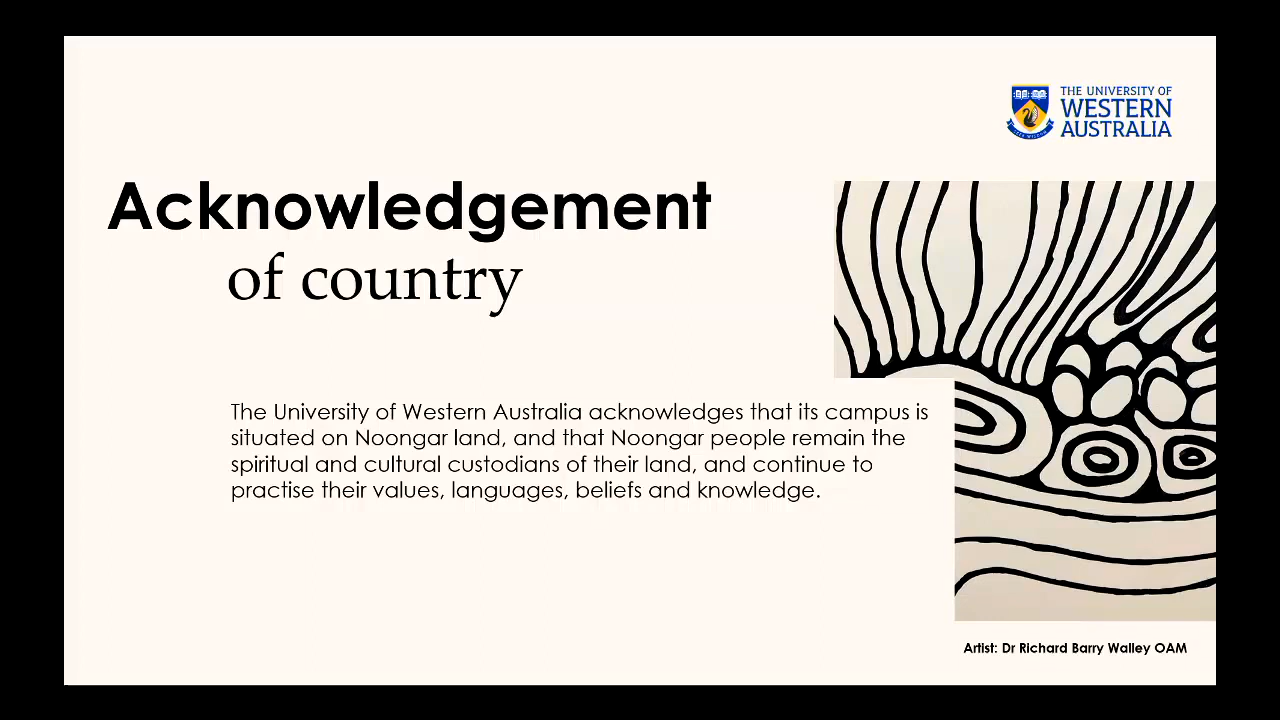 THE UNIVERSITY OF
WESTERN
AUSTRALIA
Acknowledgement
of country
The University of Western Australia acknowledges that its campus is
situated on Noongar land, and that Noongar people remain the
spiritual and cultural custodians of their land, and continue to
practise their values, languages, beliefs and knowledge.
Artist: Dr Richard Barry Walley OAM